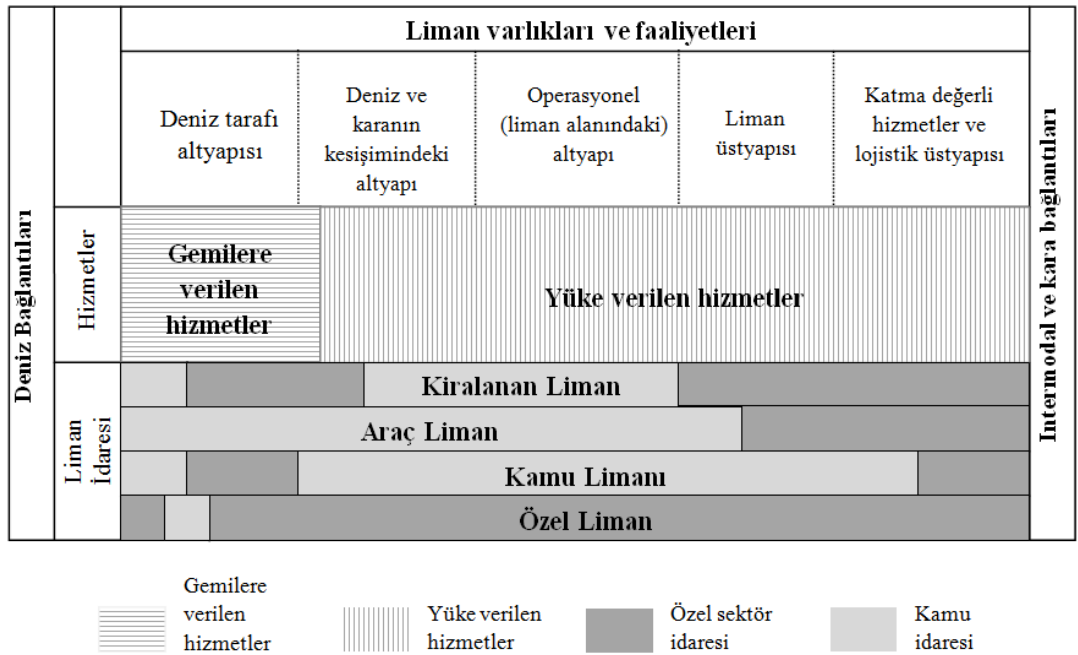 Liman varlıkları ve faaliyetleri
Deniz tarafı
altyapısı
Deniz ve
karanın
kesişimindeki
altyapı
Operasyonel
(liman alanındaki)
altyapı
Liman
üstyapısı
Katma değerli
hizmetler ve
lojistik üstyapısı
Deniz Bağlantıları
Hizmetler
Gemilere
verilen
hizmetler
Yüke verilen hizmetler
Intermodal ve kara bağlantıları
Liman
İdaresi
Kiralanan Liman
Araç Liman
Kamu Limanı
Özel Liman
Gemilere
verilen
hizmetler
Yüke verilen
hizmetler
Özel sektör
idaresi
Kamu
idaresi